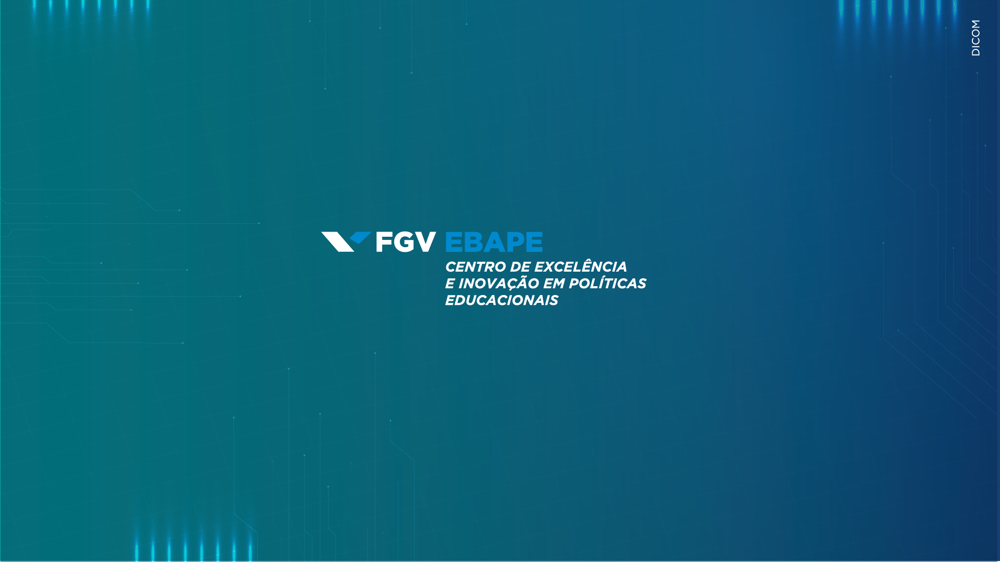 DICOM
FGV EBAPE
CENTRO DE EXCELÊNCIA
E INOVAÇÃO EM POLÍTICAS
EDUCACIONAIS